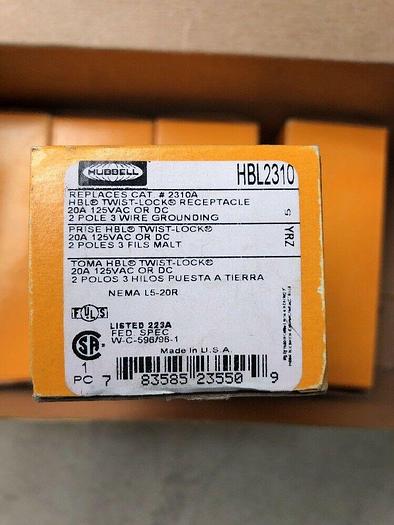 HUBBELL
HBL2310
REPLACES CAT. # 2310A
HBL® TWIST-LOCK® RECEPTACLE
20A 125VAC OR DC
2 POLE 3 WIRE GROUNDING
PRISE HBL® TWIST-LOCK®
20A 125VAC OR DC
2 POLES 3 FILS MALT
TOMA HBL® TWIST-LOCK®
20A 125VAC OR DC
2 POLOS 3 HILOS PUESTA A TIERRA
NEMA L5-20R
5
YRZ
LISTED 223A
FED. SPEC
W-C-596/96-1
Made in U.S.A.
1
PC
7 83585 23550 9